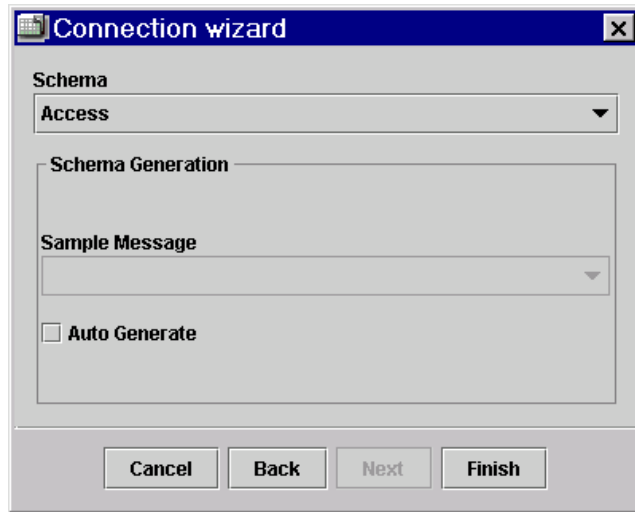 Connection wizard
Schema
Access
Schema Generation
Sample Message
Auto Generate
Cancel Back Next Finish